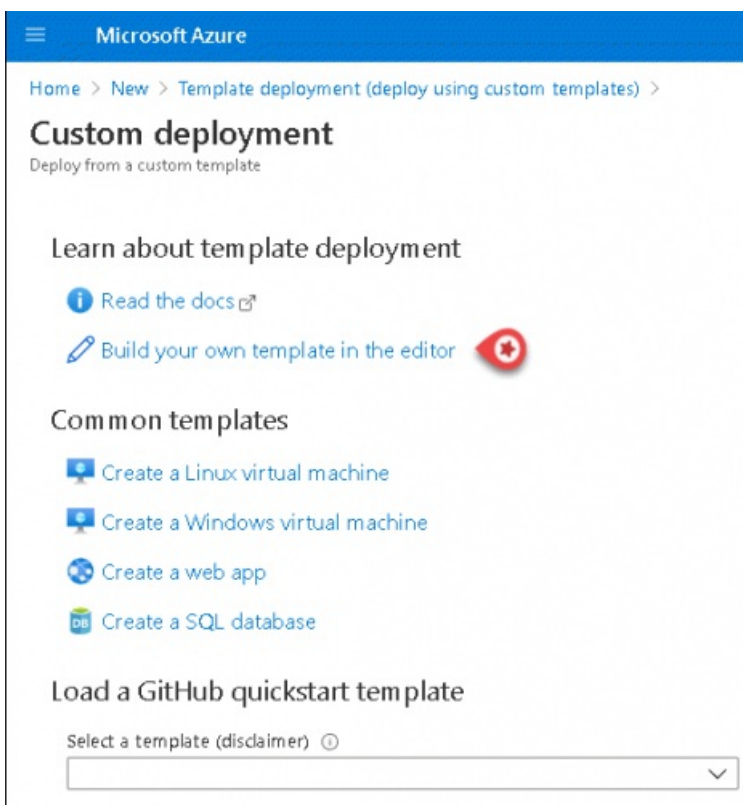 Microsoft Azure
Home > New > Template deployment (deploy using custom templates) >
Custom deployment
Deploy from a custom template
Learn about template deployment
Read the docs
Build your own template in the editor
Common templates
Create a Linux virtual machine
Create a Windows virtual machine
Create a web app
DB Create a SQL database
Load a GitHub quickstart template
Select a template (disclaimer)